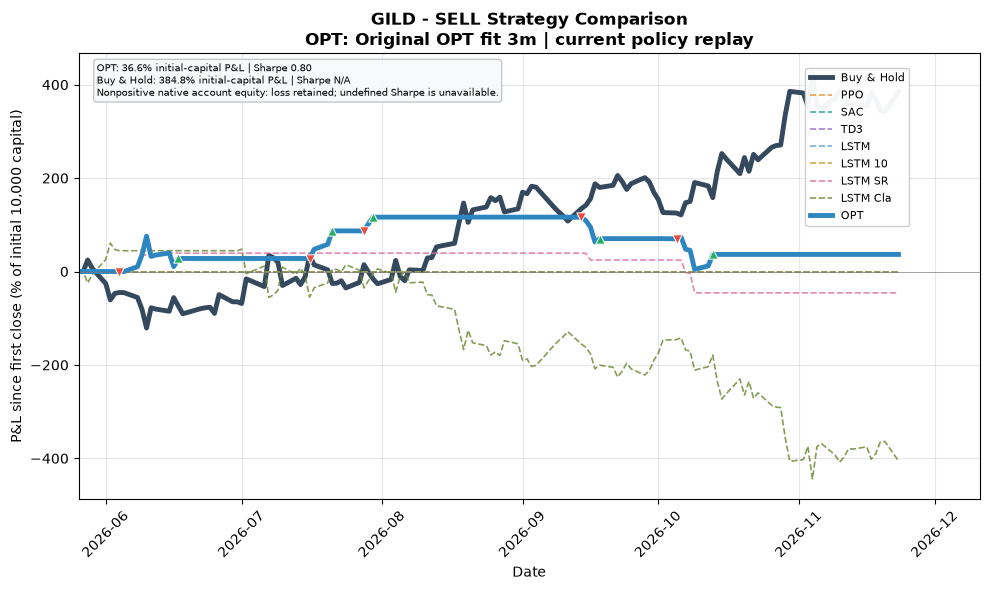 GILD - SELL Strategy Comparison
OPT: Original OPT fit 3m | current policy replay
OPT: 36.6% initial-capital P&L | Sharpe 0.80
Buy & Hold: 384.8% initial-capital P&L | Sharpe N/A
Nonpositive native account equity: loss retained; undefined Sharpe is unavailable.
Buy & Hold
PPO
SAC
TD3
LSTM
LSTM 10
LSTM SR
LSTM Cla
OPT
P&L since first close (% of initial 10,000 capital)
400
200
0
−200
−400
2026-06
2026-07
2026-08
2026-09
2026-10
2026-11
2026-12
Date